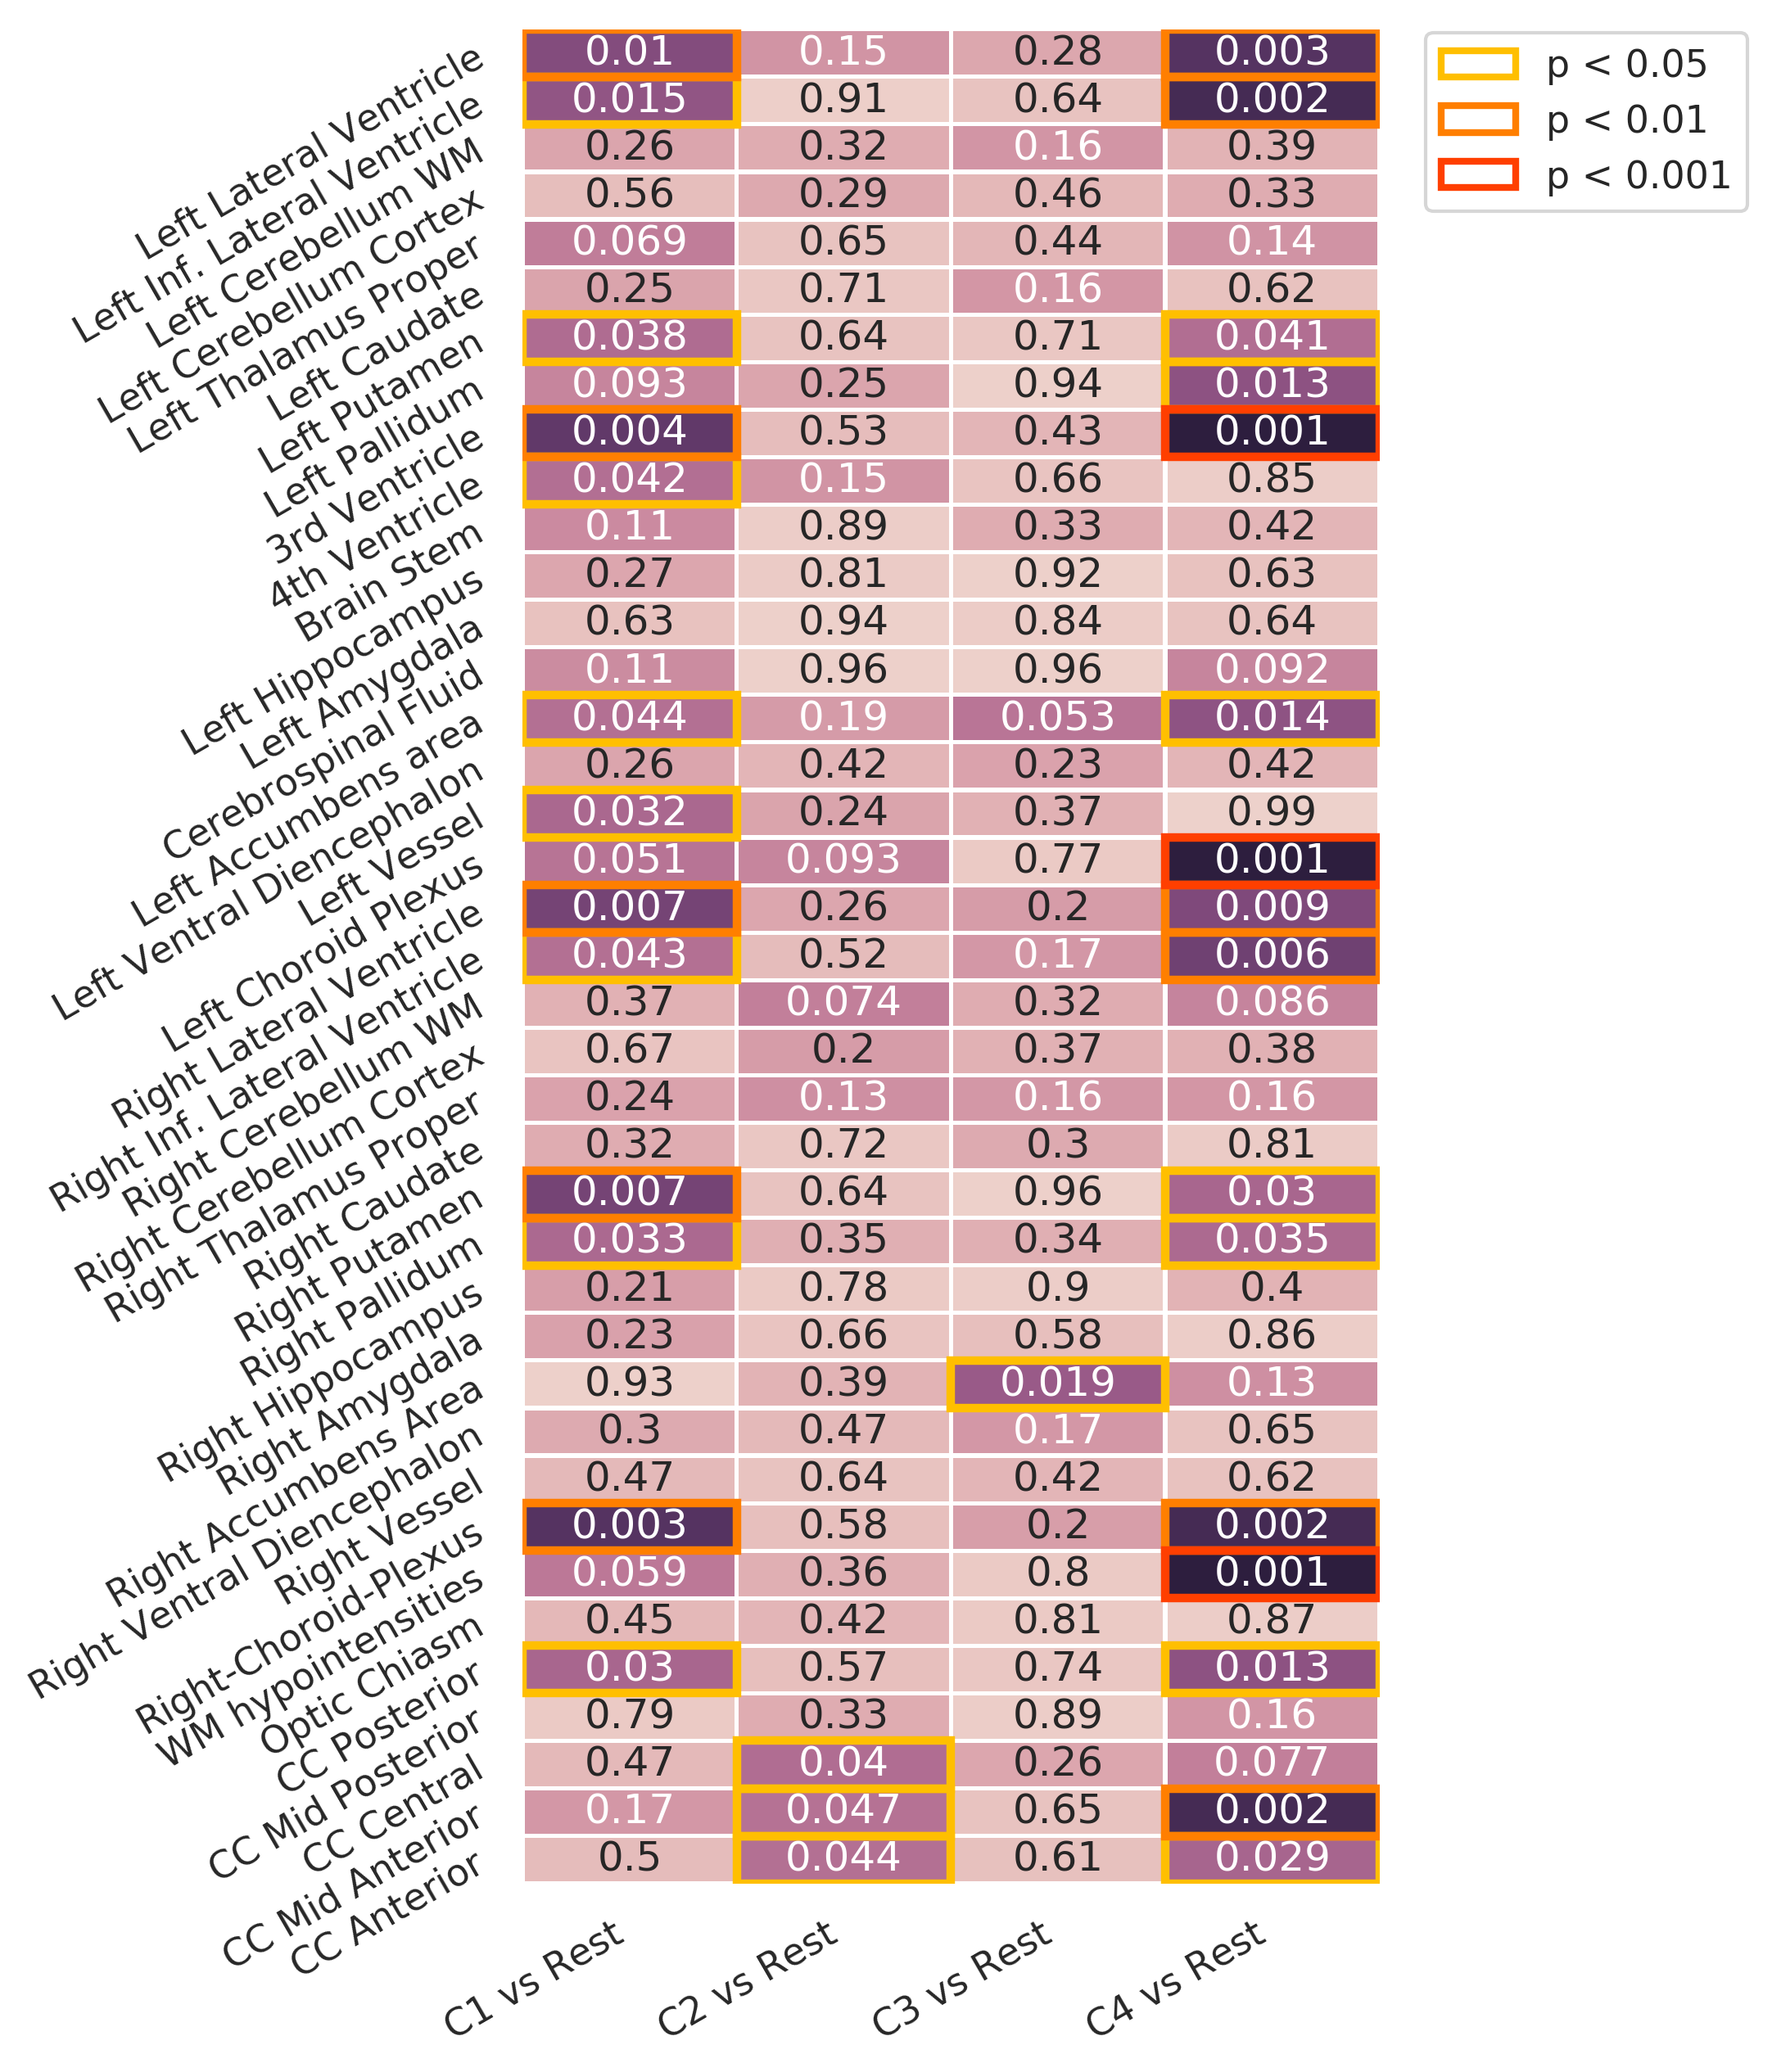 p < 0.05
p < 0.01
p < 0.001
Left Lateral Ventricle 0.01 0.15 0.28 0.003
Left Inf. Lateral Ventricle 0.015 0.91 0.64 0.002
Left Cerebellum WM 0.26 0.32 0.16 0.39
Left Cerebellum Cortex 0.56 0.29 0.46 0.33
Left Thalamus Proper 0.069 0.65 0.44 0.14
Left Caudate 0.25 0.71 0.16 0.62
Left Putamen 0.038 0.64 0.71 0.041
Left Pallidum 0.093 0.25 0.94 0.013
3rd Ventricle 0.004 0.53 0.43 0.001
4th Ventricle 0.042 0.15 0.66 0.85
Brain Stem 0.11 0.89 0.33 0.42
Left Hippocampus 0.27 0.81 0.92 0.63
Left Amygdala 0.63 0.94 0.84 0.64
Cerebrospinal Fluid 0.11 0.96 0.96 0.092
Left Accumbens area 0.044 0.19 0.053 0.014
Left Ventral Diencephalon 0.26 0.42 0.23 0.42
Left Vessel 0.032 0.24 0.37 0.99
Left Choroid Plexus 0.051 0.093 0.77 0.001
Right Lateral Ventricle 0.007 0.26 0.2 0.009
Right Inf. Lateral Ventricle 0.043 0.52 0.17 0.006
Right Cerebellum WM 0.37 0.074 0.32 0.086
Right Cerebellum Cortex 0.67 0.2 0.37 0.38
Right Thalamus Proper 0.24 0.13 0.16 0.16
Right Caudate 0.32 0.72 0.3 0.81
Right Putamen 0.007 0.64 0.96 0.03
Right Pallidum 0.033 0.35 0.34 0.035
Right Hippocampus 0.21 0.78 0.9 0.4
Right Amygdala 0.23 0.66 0.58 0.86
Right Accumbens Area 0.93 0.39 0.019 0.13
Right Ventral Diencephalon 0.3 0.47 0.17 0.65
Right Vessel 0.47 0.64 0.42 0.62
Right-Choroid-Plexus 0.003 0.58 0.2 0.002
WM hypointensities 0.059 0.36 0.8 0.001
Optic Chiasm 0.45 0.42 0.81 0.87
CC Posterior 0.03 0.57 0.74 0.013
CC Mid Posterior 0.79 0.33 0.89 0.16
CC Central 0.47 0.04 0.26 0.077
CC Mid Anterior 0.17 0.047 0.65 0.002
CC Anterior 0.5 0.044 0.61 0.029
C1 vs Rest C2 vs Rest C3 vs Rest C4 vs Rest